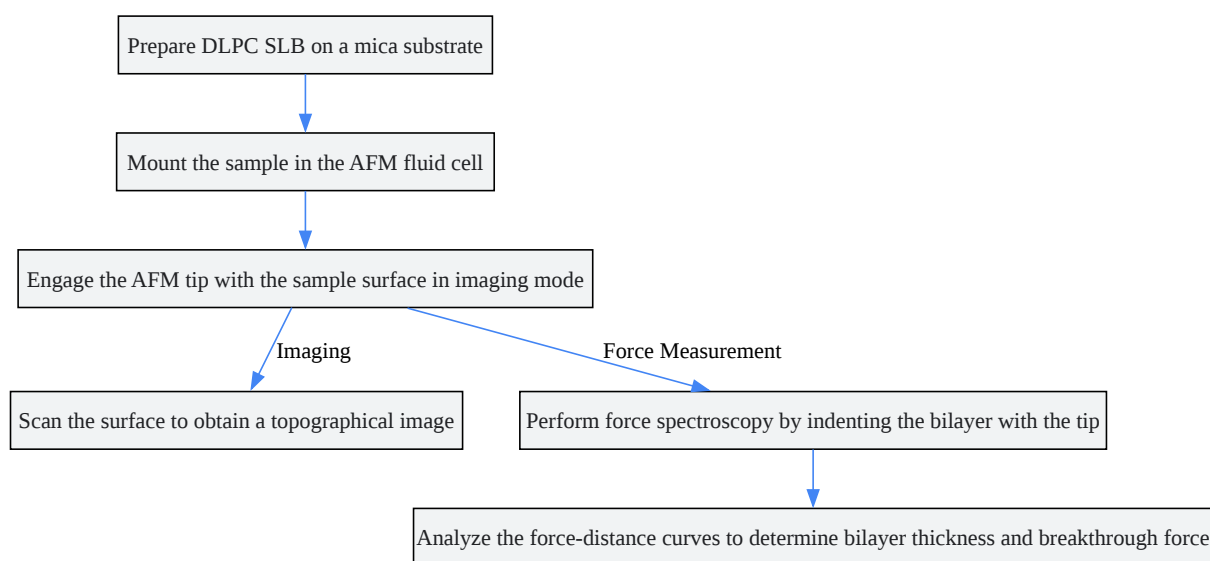 Prepare DLPC SLB on a mica substrate
Mount the sample in the AFM fluid cell
Engage the AFM tip with the sample surface in imaging mode
Imaging
Force Measurement
Scan the surface to obtain a topographical image
Perform force spectroscopy by indenting the bilayer with the tip
Analyze the force-distance curves to determine bilayer thickness and breakthrough force